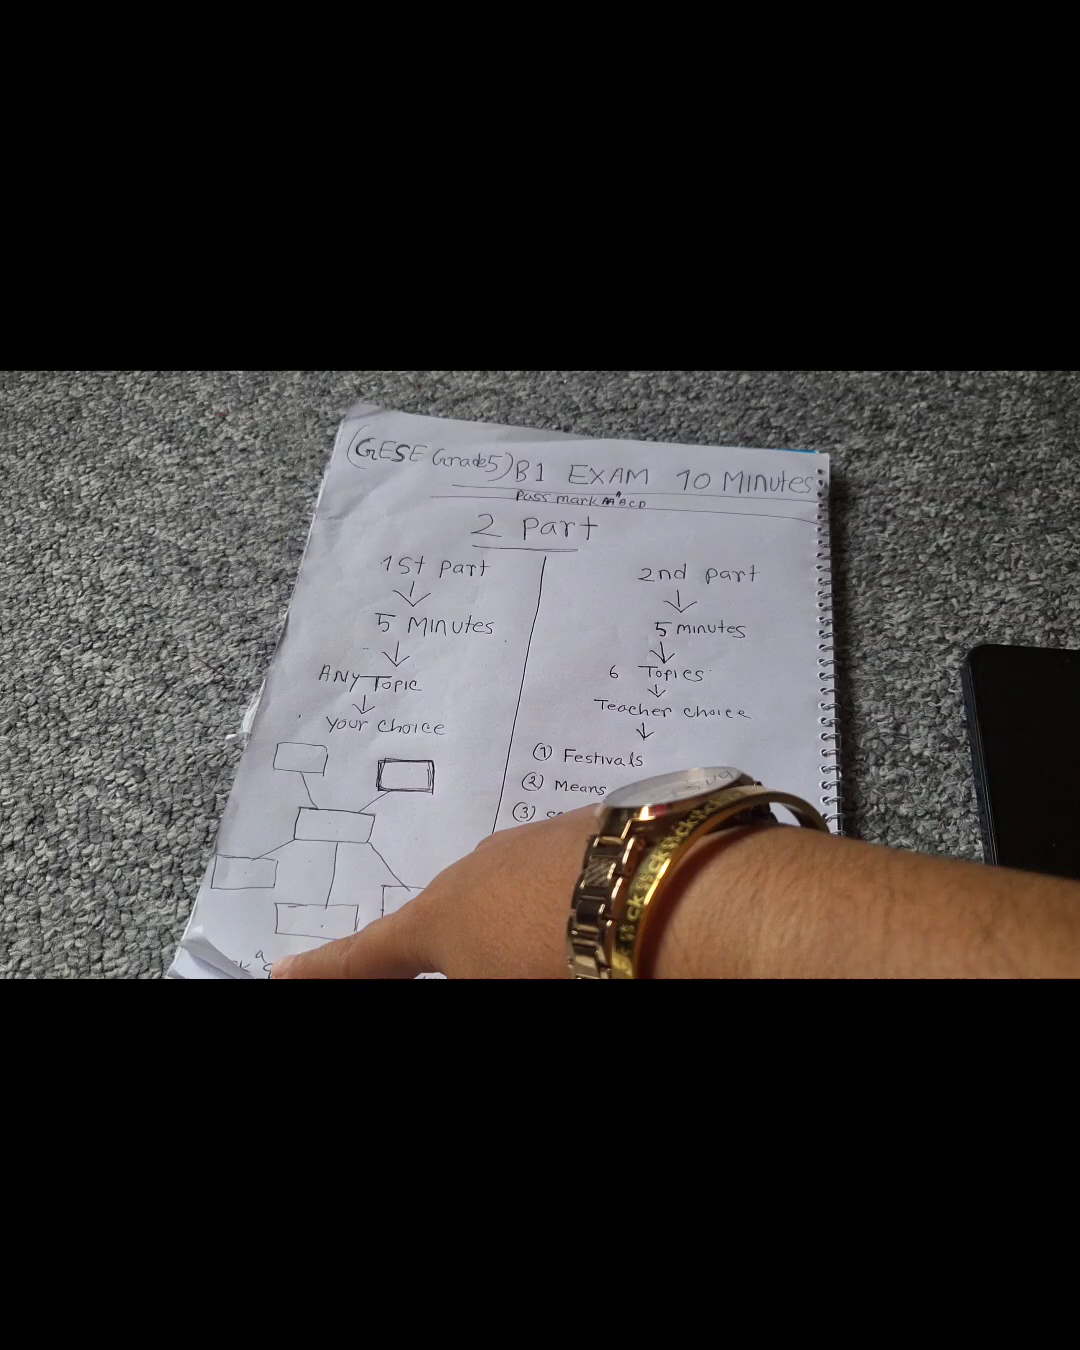 (GESE Grade5) B1 EXAM 10 Minutes
Pass mark
2 Part
1st part
5 Minutes
ANY Topic
your choice
2nd part
5 minutes
6 Topics
Teacher choice
① Festivals
② Means
③